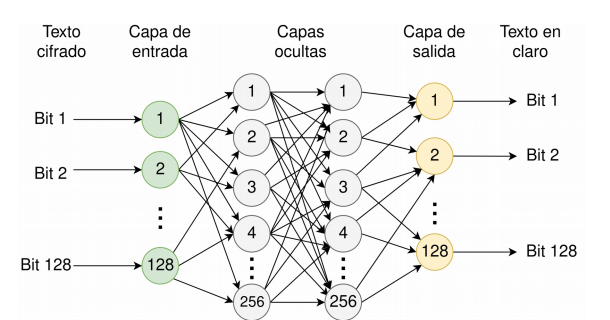 Texto cifrado
Capa de entrada
Capas ocultas
Capa de salida
Texto en claro
Bit 1
1
1
1
1
Bit 1
Bit 2
2
2
2
2
Bit 2
3
3
4
4
Bit 128
128
256
256
128
Bit 128